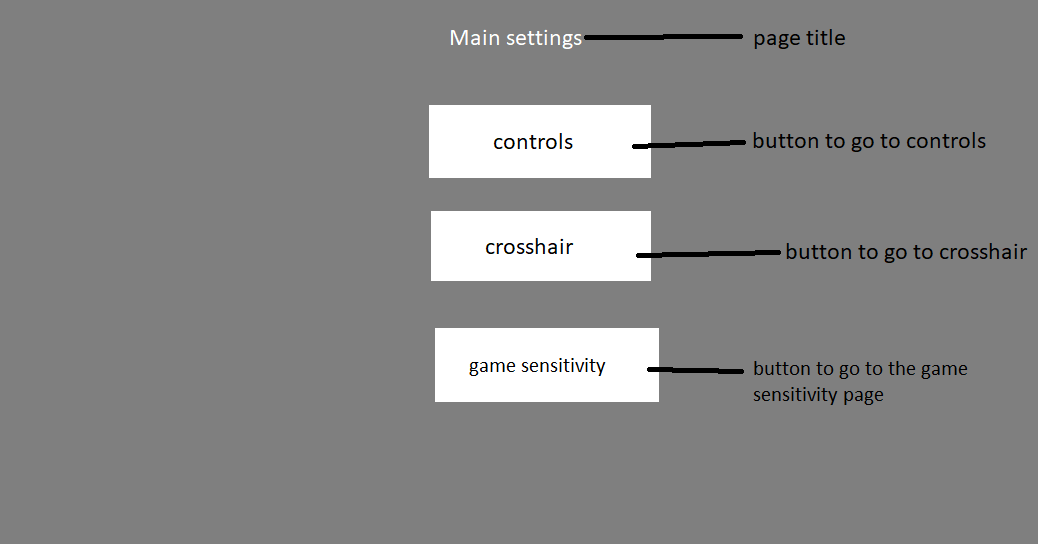 Main settings
page title
controls
button to go to controls
crosshair
button to go to crosshair
game sensitivity
button to go to the game
sensitivity page